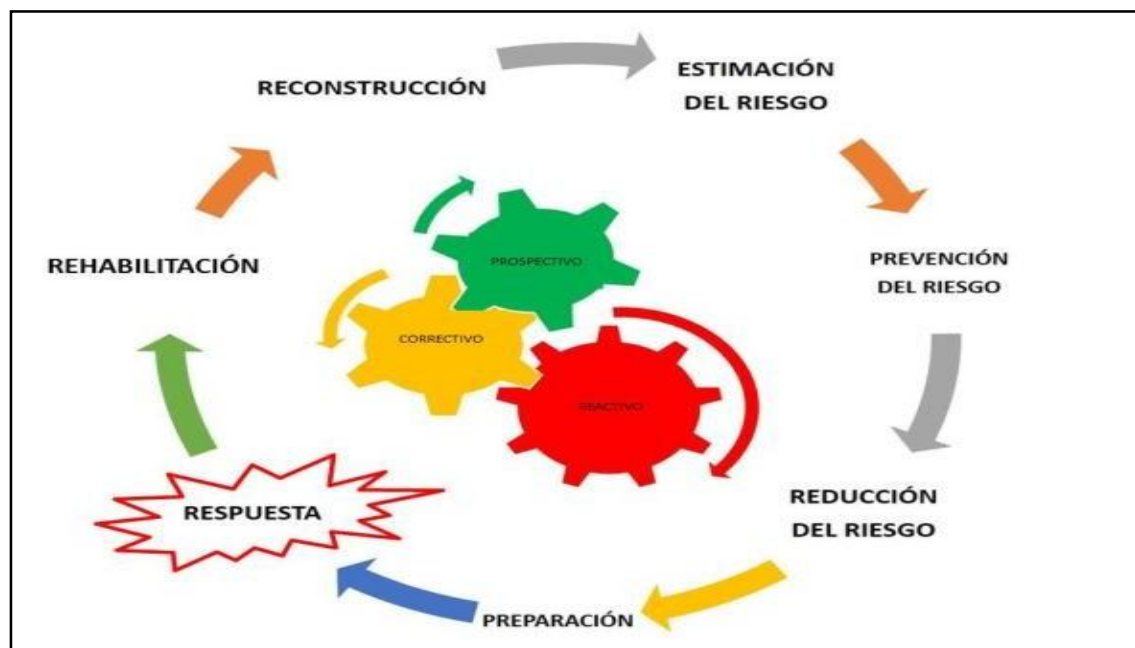 RECONSTRUCCIÓN
ESTIMACIÓN
DEL RIESGO
PREVENCIÓN
DEL RIESGO
REDUCCIÓN
DEL RIESGO
PREPARACIÓN
RESPUESTA
REHABILITACIÓN
PROSPECTIVO
CORRECTIVO
REACTIVO